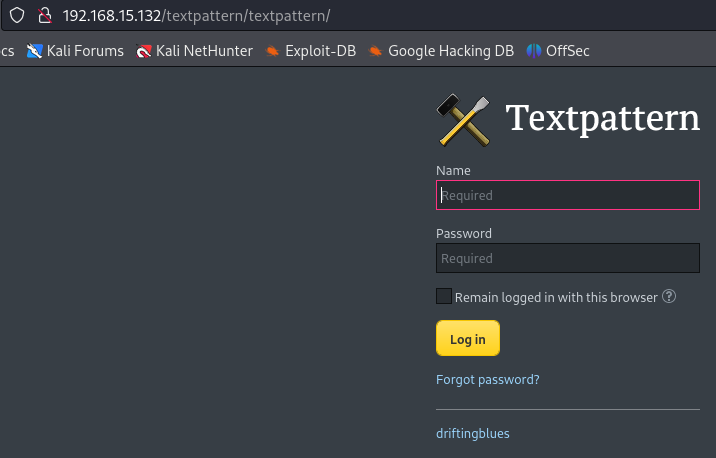 192.168.15.132/textpattern/textpattern/
cs Kali Forums Kali NetHunter Exploit-DB Google Hacking DB OffSec
Textpattern
Name
Required
Password
Required
Remain logged in with this browser ?
Log in
Forgot password?
driftingblues